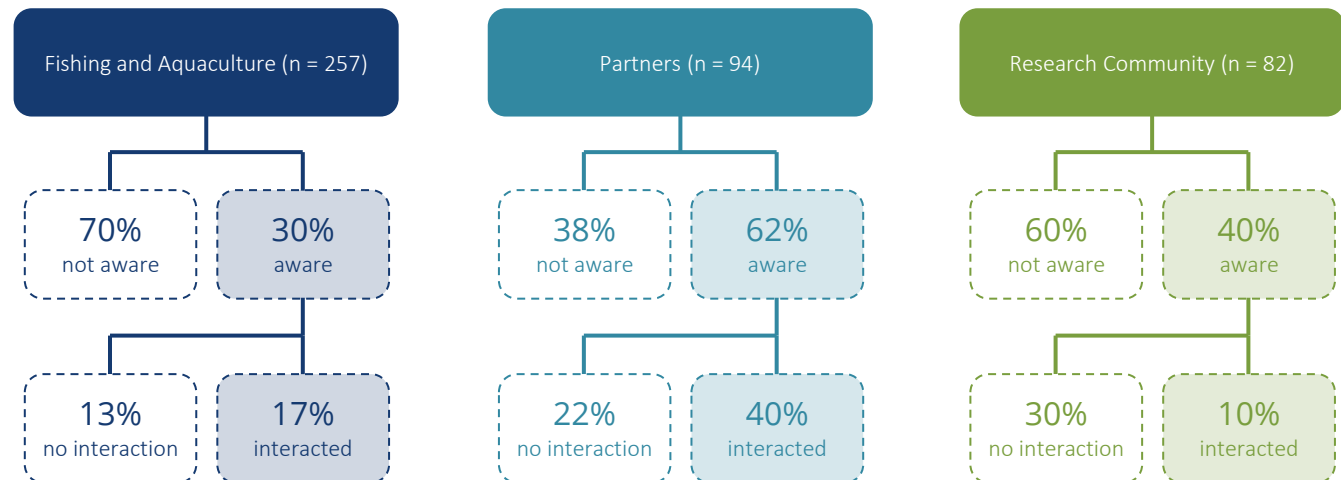 Fishing and Aquaculture (n = 257)
Partners (n = 94)
Research Community (n = 82)
70%
not aware
30%
aware
38%
not aware
62%
aware
60%
not aware
40%
aware
13%
no interaction
17%
interacted
22%
no interaction
40%
interacted
30%
no interaction
10%
interacted